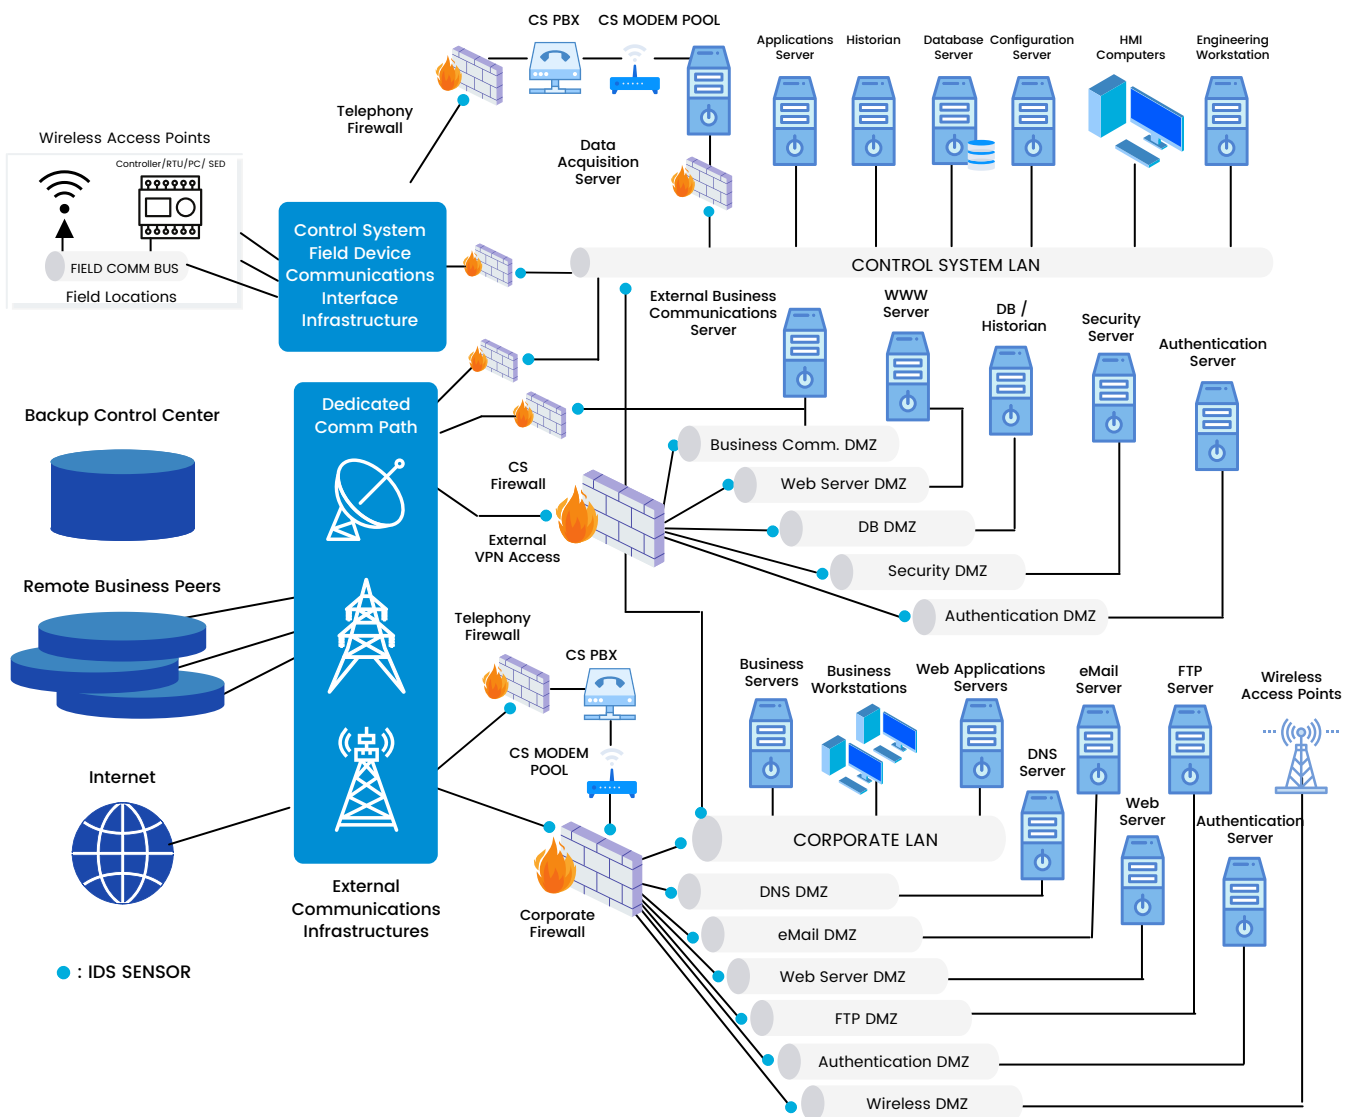 CS PBX
CS MODEM POOL
Applications
Server
Historian
Database
Server
Configuration
Server
HMI
Computers
Engineering
Workstation
Telephony
Firewall
Data
Acquisition
Server
Wireless Access Points
Controller/RTU/PC/ SED
FIELD COMM BUS
Field Locations
Control System
Field Device
Communications
Interface
Infrastructure
CONTROL SYSTEM LAN
External Business
Communications
Server
WWW
Server
DB /
Historian
Security
Server
Authentication
Server
Backup Control Center
Dedicated
Comm Path
Business Comm. DMZ
CS
Firewall
Web Server DMZ
DB DMZ
External
VPN Access
Security DMZ
Authentication DMZ
Remote Business Peers
Telephony
Firewall
CS PBX
CS MODEM
POOL
Business
Servers
Business
Workstations
Web Applications
Servers
eMail
Server
FTP
Server
Wireless
Access Points
DNS
Server
Web
Server
Authentication
Server
Internet
CORPORATE LAN
DNS DMZ
External
Communications
Infrastructures
Corporate
Firewall
eMail DMZ
Web Server DMZ
FTP DMZ
Authentication DMZ
Wireless DMZ
: IDS SENSOR